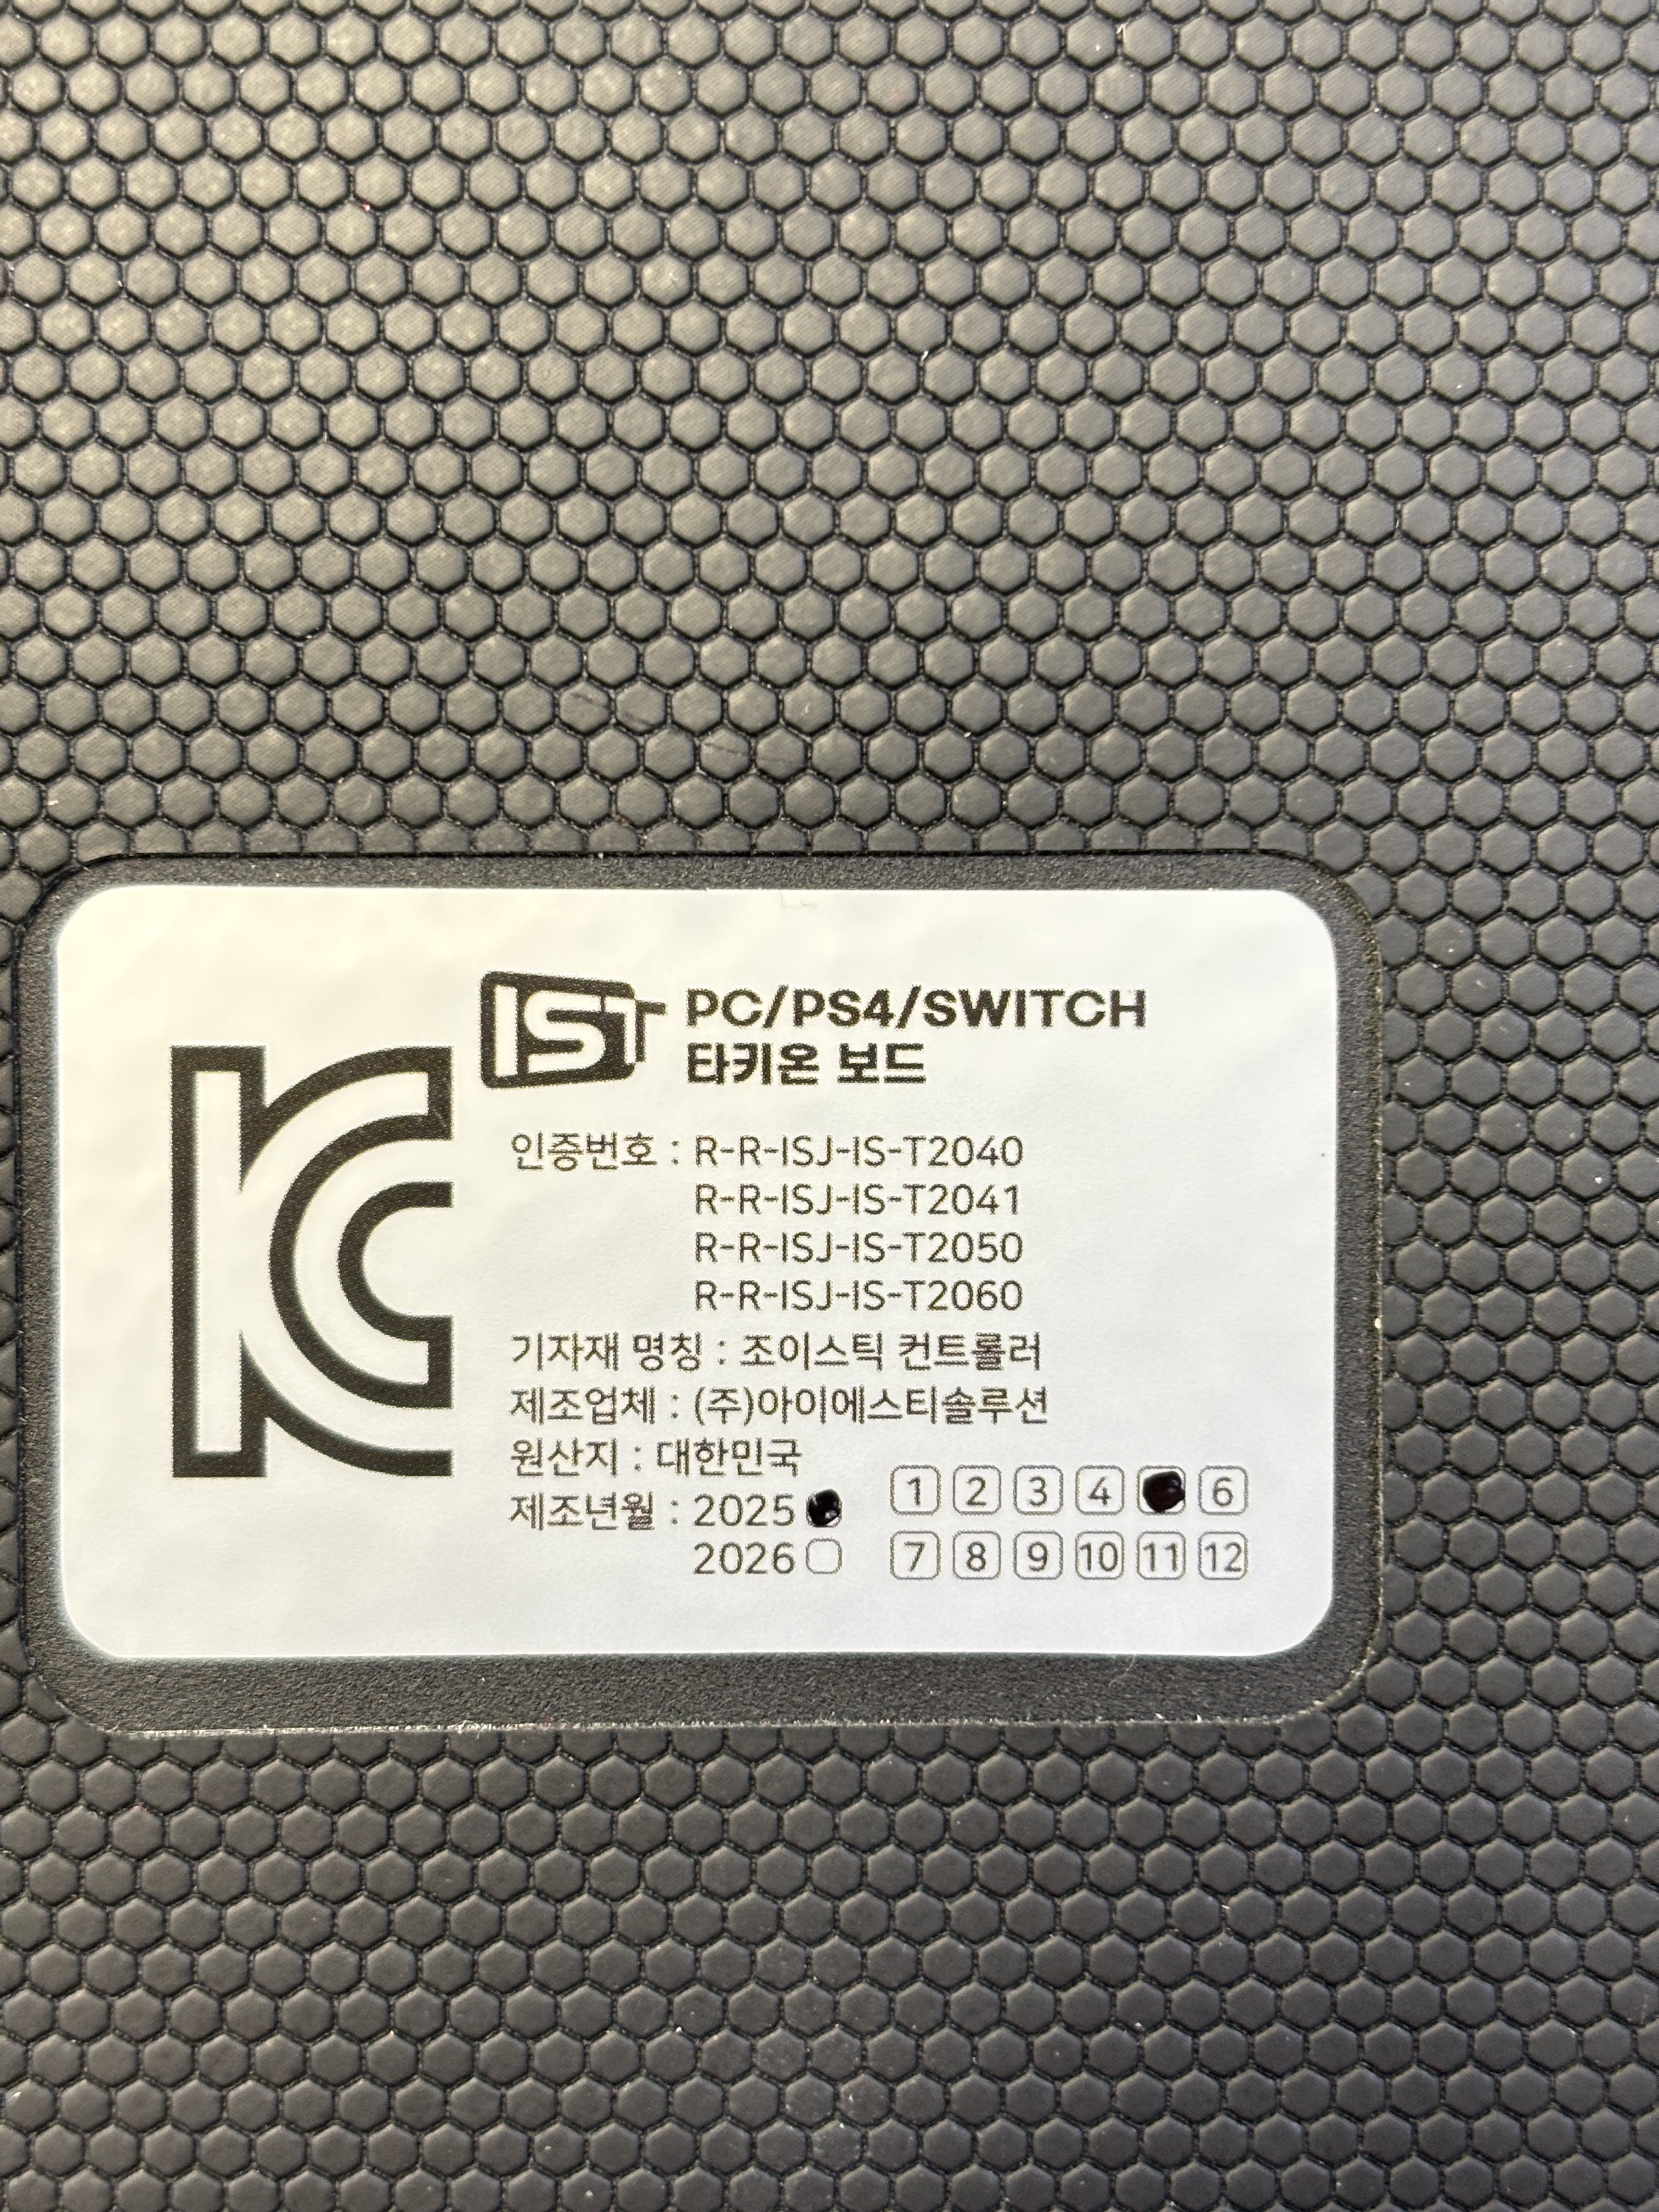 IST PC/PS4/SWITCH
타키온 보드
KC
인증번호 : R-R-ISJ-IS-T2040
R-R-ISJ-IS-T2041
R-R-ISJ-IS-T2050
R-R-ISJ-IS-T2060
기자재 명칭 : 조이스틱 컨트롤러
제조업체 : (주)아이에스티솔루션
원산지 : 대한민국
제조년월 : 2025 1 2 3 4 6
2026 7 8 9 10 11 12